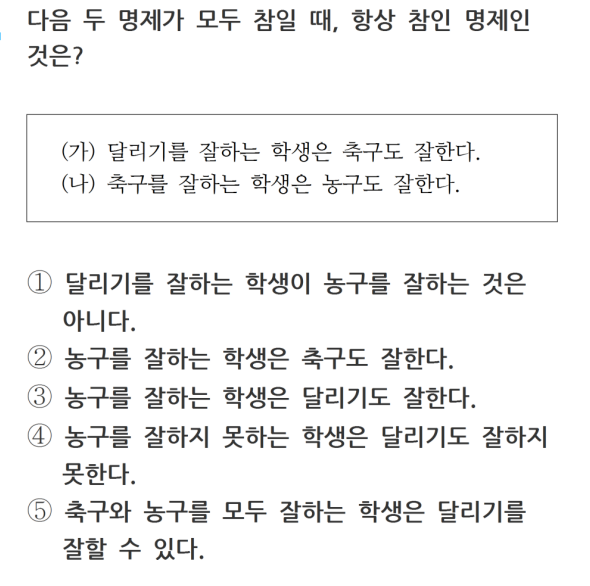 다음 두 명제가 모두 참일 때, 항상 참인 명제인
것은?
(가) 달리기를 잘하는 학생은 축구도 잘한다.
(나) 축구를 잘하는 학생은 농구도 잘한다.
① 달리기를 잘하는 학생이 농구를 잘하는 것은
아니다.
② 농구를 잘하는 학생은 축구도 잘한다.
③ 농구를 잘하는 학생은 달리기도 잘한다.
④ 농구를 잘하지 못하는 학생은 달리기도 잘하지
못한다.
⑤ 축구와 농구를 모두 잘하는 학생은 달리기를
잘할 수 있다.